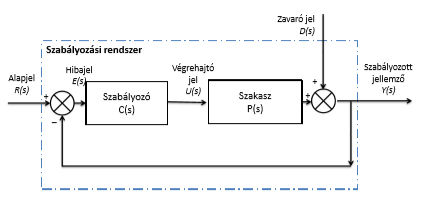 Zavaró jel
D(s)
Szabályozási rendszer
Alapjel
R(s)
Hibajel
E(s)
Végrehajtó
jel
U(s)
Szabályozott
jellemző
Y(s)
Szabályozó
C(s)
Szakasz
P(s)
+
+
+
−